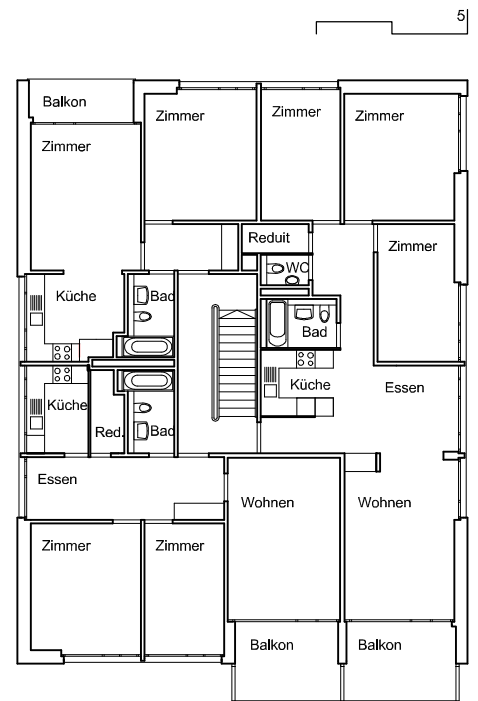 5
Balkon
Zimmer
Zimmer
Zimmer
Zimmer
Reduit
Zimmer
WC
Küche
Bad
Bad
Küche
Essen
Küche
Red.
Bad
Essen
Wohnen
Wohnen
Zimmer
Zimmer
Balkon
Balkon